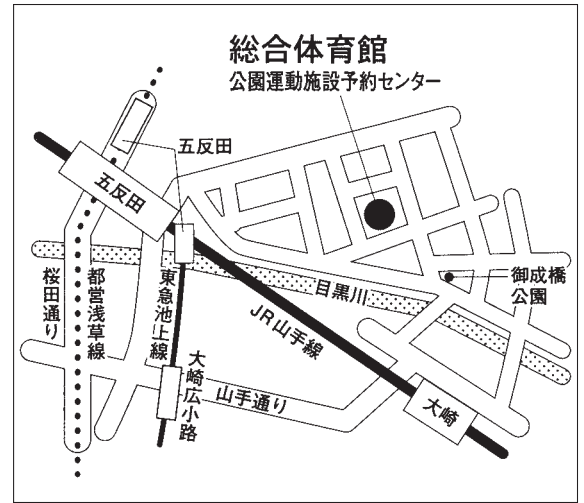 総合体育館
公園運動施設予約センター
五反田
五反田
御成橋
公園
目黒川
桜田通り
都営浅草線
東急池上線
JR山手線
大崎広小路
山手通り
大崎